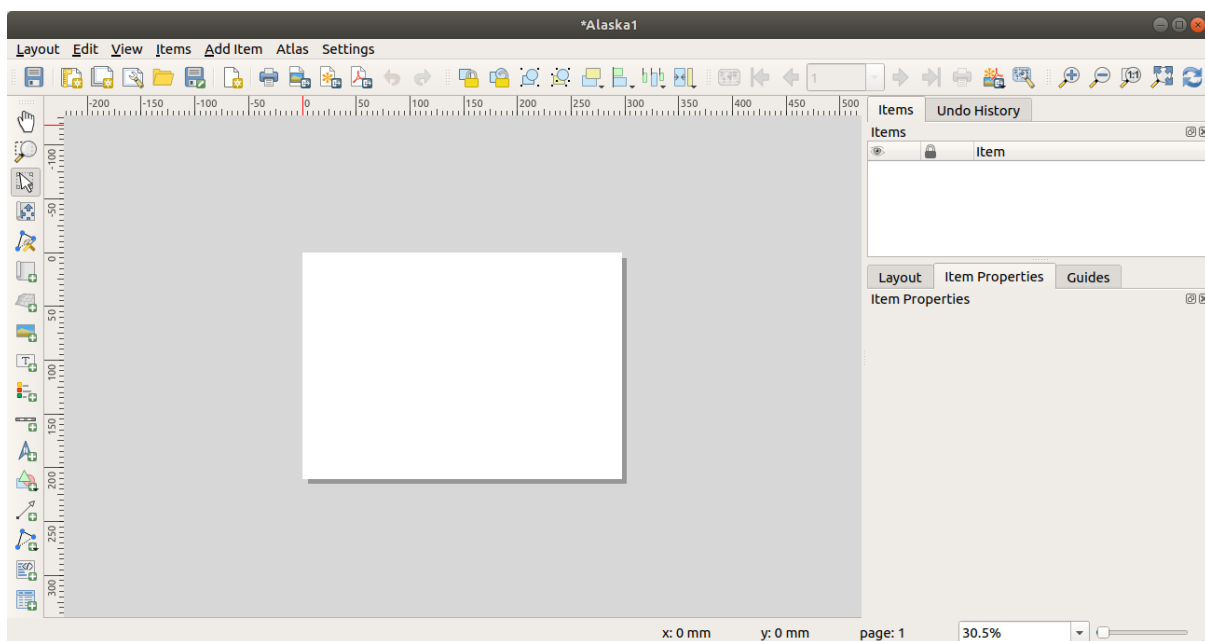 *Alaska1
Layout Edit View Items Add Item Atlas Settings
1:1
1
-200 -150 -100 -50 0 50 100 150 200 250 300 350 400 450 500
Items Undo History
Items
Item
-100
-50
0
50
100
150
200
250
300
Layout Item Properties Guides
Item Properties
T
x: 0 mm y: 0 mm page: 1 30.5%